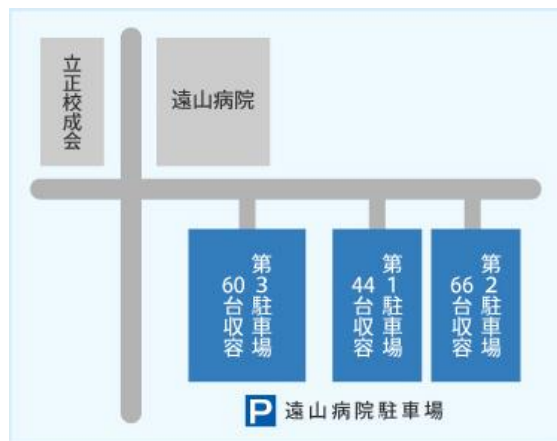 立正校成会
遠山病院
第3駐車場
60台収容
第1駐車場
44台収容
第2駐車場
66台収容
P 遠山病院駐車場